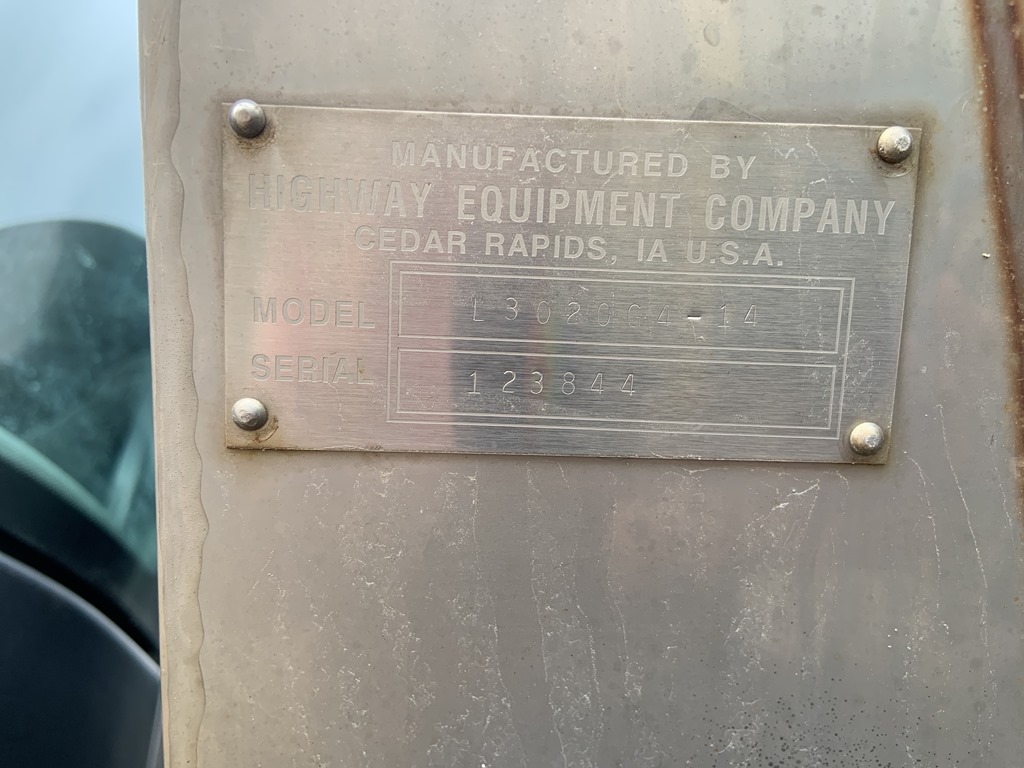 MANUFACTURED BY
HIGHWAY EQUIPMENT COMPANY
CEDAR RAPIDS, IA U.S.A.
MODEL L3020G4-14
SERIAL 123844